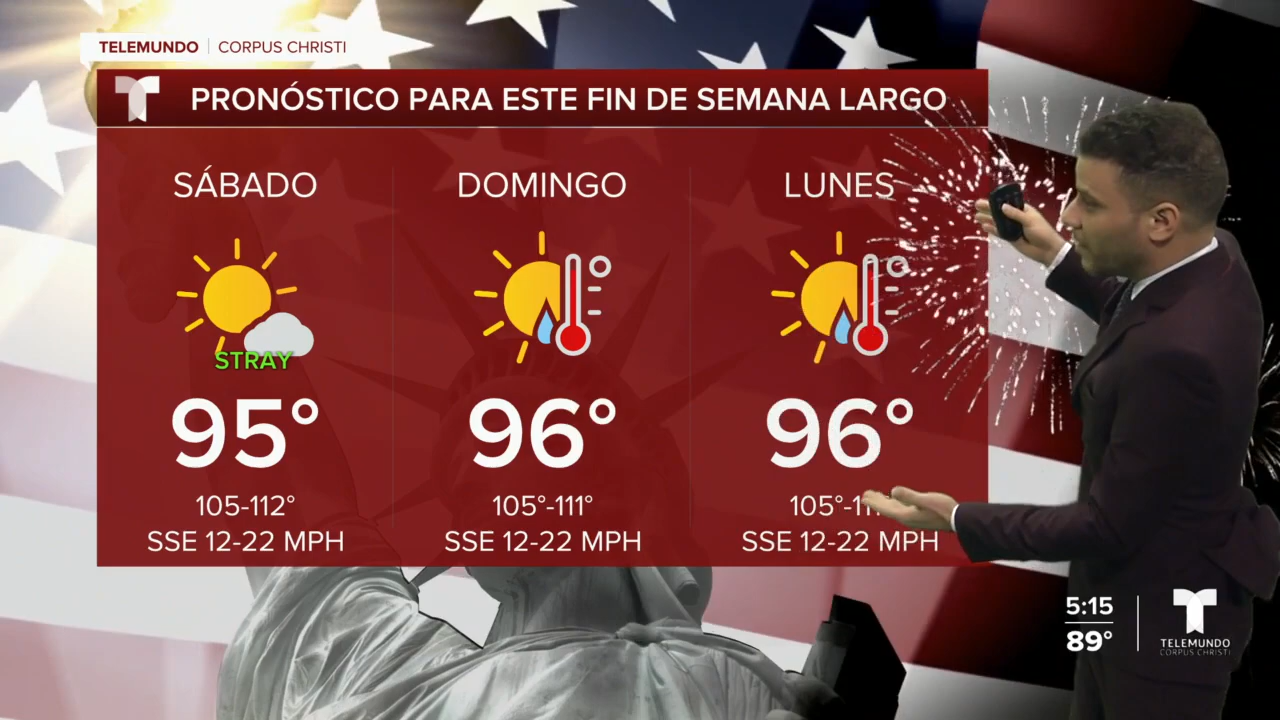 TELEMUNDO | CORPUS CHRISTI
PRONÓSTICO PARA ESTE FIN DE SEMANA LARGO
SÁBADO
STRAY
95°
105-112°
SSE 12-22 MPH
DOMINGO
96°
105°-111°
SSE 12-22 MPH
LUNES
96°
SSE 12-22 MPH
5:15
89°
TELEMUNDO
CORPUS CHRISTI